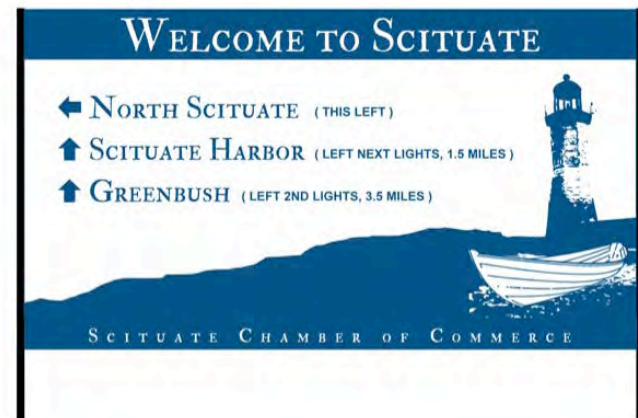 Welcome to Scituate
North Scituate (THIS LEFT)
Scituate Harbor (LEFT NEXT LIGHTS, 1.5 MILES)
Greenbush (LEFT 2ND LIGHTS, 3.5 MILES)
Scituate Chamber of Commerce